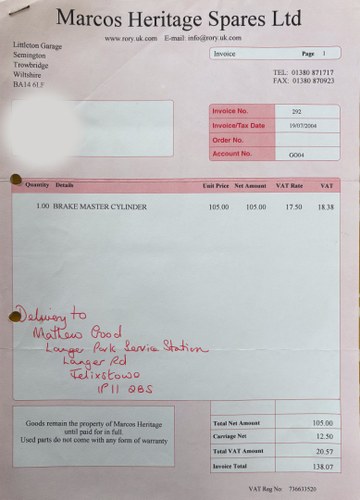 Marcos Heritage Spares Ltd
www.rory.uk.com E-mail: info@rory.uk.com
Littleton Garage
Semington
Trowbridge
Wiltshire
BA14 6LF
Invoice Page 1
TEL: 01380 871717
FAX: 01380 870923
Invoice No. 292
Invoice/Tax Date 19/07/2004
Order No.
Account No. GO04
Quantity Details Unit Price Net Amount VAT Rate VAT
1.00 BRAKE MASTER CYLINDER 105.00 105.00 17.50 18.38
Delivery to
Mattew Good
Langer Park Service Station
Langer Rd
Felixstowe
IP11 8BS
Goods remain the property of Marcos Heritage
until paid for in full.
Used parts do not come with any form of warranty
Total Net Amount 105.00
Carriage Net 12.50
Total VAT Amount 20.57
Invoice Total 138.07
VAT Reg No: 736633520